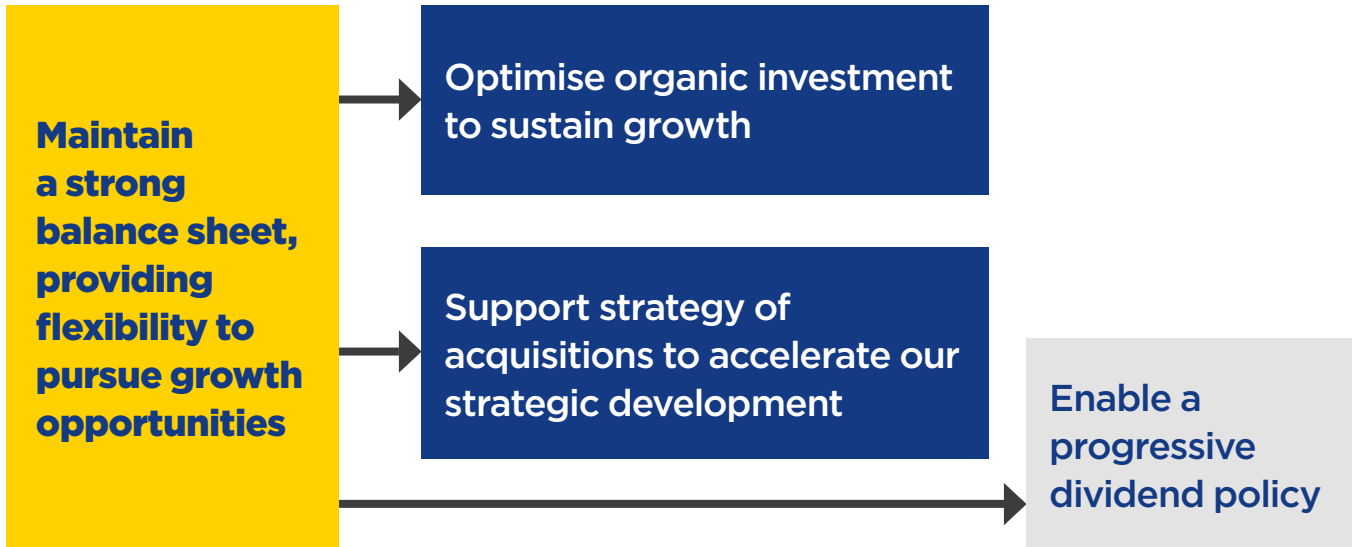 Maintain
a strong
balance sheet,
providing
flexibility to
pursue growth
opportunities
Optimise organic investment
to sustain growth
Support strategy of
acquisitions to accelerate our
strategic development
Enable a
progressive
dividend policy